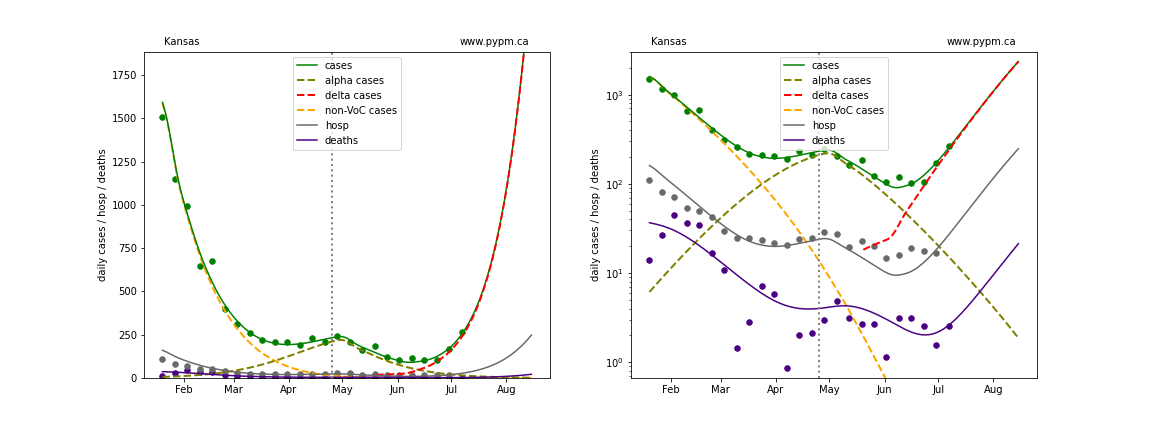 Kansas www.pypm.ca
cases
alpha cases
delta cases
non-VoC cases
hosp
deaths
daily cases / hosp / deaths
1750
1500
1250
1000
750
500
250
0
Feb Mar Apr May Jun Jul Aug
Kansas www.pypm.ca
cases
alpha cases
delta cases
non-VoC cases
hosp
deaths
daily cases / hosp / deaths
10³
10²
10¹
10⁰
Feb Mar Apr May Jun Jul Aug